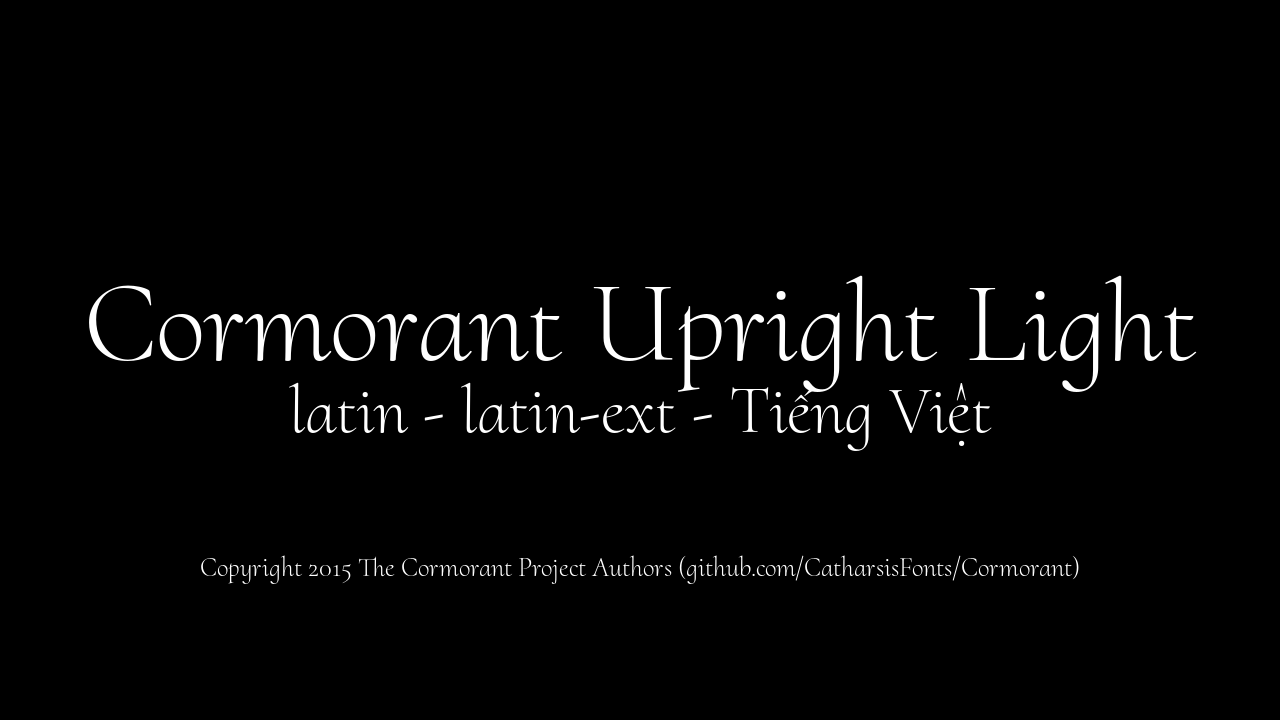 Cormorant Upright Light
latin - latin-ext - Tiếng Việt
Copyright 2015 The Cormorant Project Authors (github.com/CatharsisFonts/Cormorant)